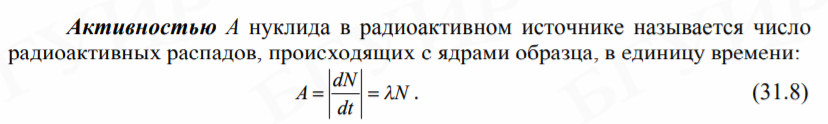 Активностью A нуклида в радиоактивном источнике называется число
радиоактивных распадов, происходящих с ядрами образца, в единицу времени:
A = |dN/dt| = λN . (31.8)